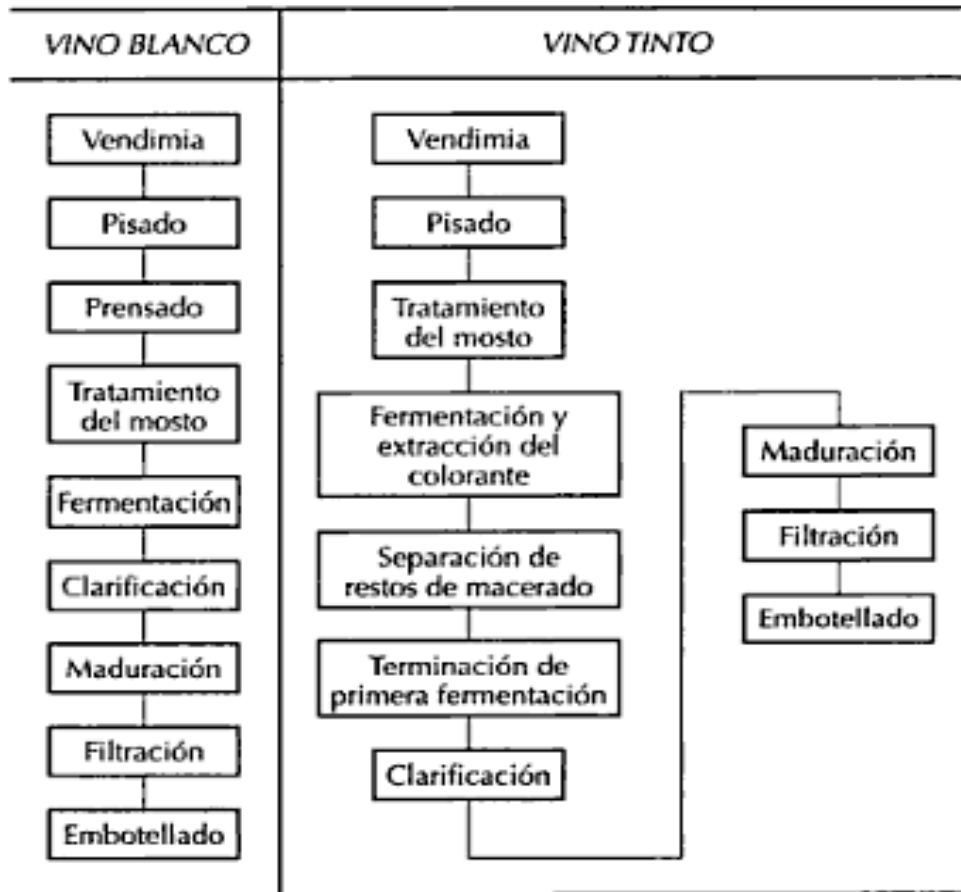 VINO BLANCO
Vendimia
Pisado
Prensado
Tratamiento
del mosto
Fermentación
Clarificación
Maduración
Filtración
Embotellado
VINO TINTO
Vendimia
Pisado
Tratamiento
del mosto
Fermentación y
extracción del
colorante
Separación de
restos de macerado
Terminación de
primera fermentación
Clarificación
Maduración
Filtración
Embotellado